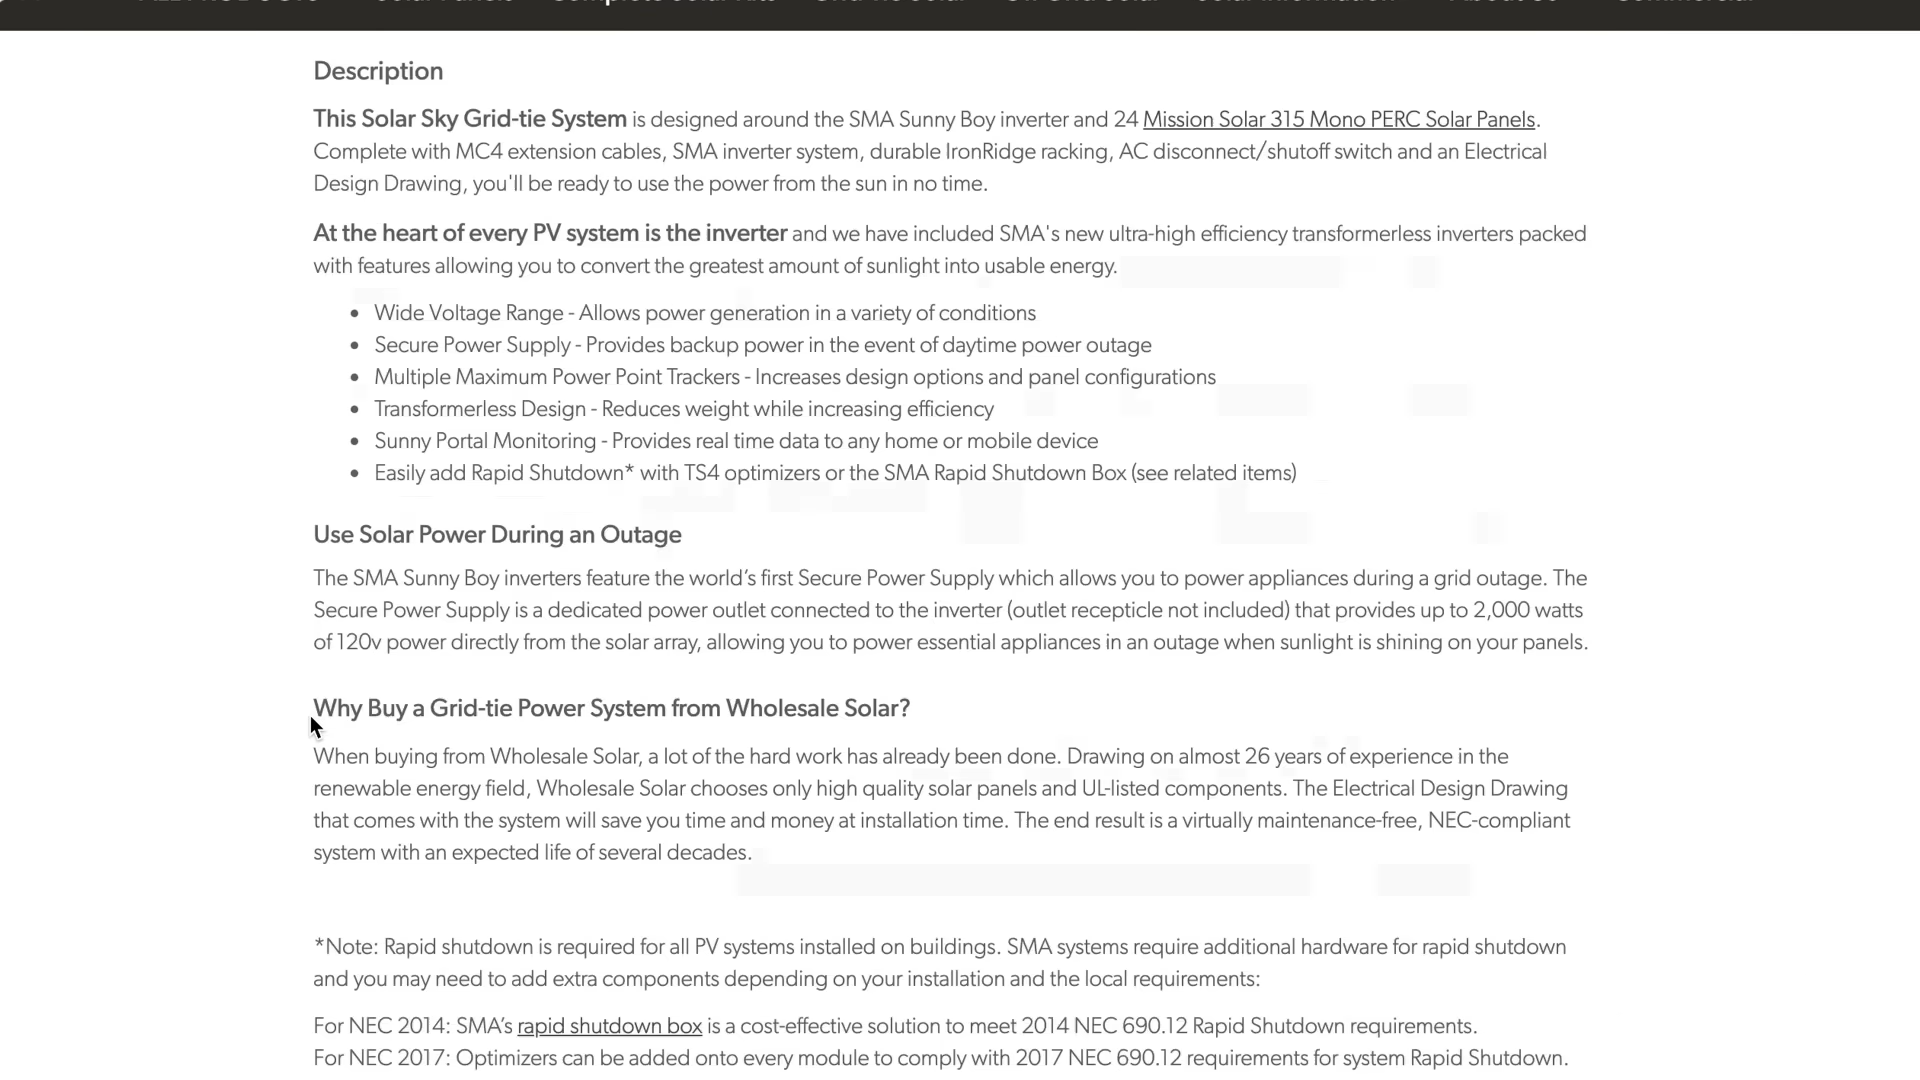 Description
This Solar Sky Grid-tie System is designed around the SMA Sunny Boy inverter and 24 Mission Solar 315 Mono PERC Solar Panels.
Complete with MC4 extension cables, SMA inverter system, durable IronRidge racking, AC disconnect/shutoff switch and an Electrical
Design Drawing, you'll be ready to use the power from the sun in no time.
At the heart of every PV system is the inverter and we have included SMA's new ultra-high efficiency transformerless inverters packed
with features allowing you to convert the greatest amount of sunlight into usable energy.
• Wide Voltage Range - Allows power generation in a variety of conditions
• Secure Power Supply - Provides backup power in the event of daytime power outage
• Multiple Maximum Power Point Trackers - Increases design options and panel configurations
• Transformerless Design - Reduces weight while increasing efficiency
• Sunny Portal Monitoring - Provides real time data to any home or mobile device
• Easily add Rapid Shutdown* with TS4 optimizers or the SMA Rapid Shutdown Box (see related items)
Use Solar Power During an Outage
The SMA Sunny Boy inverters feature the world’s first Secure Power Supply which allows you to power appliances during a grid outage. The
Secure Power Supply is a dedicated power outlet connected to the inverter (outlet recepticle not included) that provides up to 2,000 watts
of 120v power directly from the solar array, allowing you to power essential appliances in an outage when sunlight is shining on your panels.
Why Buy a Grid-tie Power System from Wholesale Solar?
When buying from Wholesale Solar, a lot of the hard work has already been done. Drawing on almost 26 years of experience in the
renewable energy field, Wholesale Solar chooses only high quality solar panels and UL-listed components. The Electrical Design Drawing
that comes with the system will save you time and money at installation time. The end result is a virtually maintenance-free, NEC-compliant
system with an expected life of several decades.
*Note: Rapid shutdown is required for all PV systems installed on buildings. SMA systems require additional hardware for rapid shutdown
and you may need to add extra components depending on your installation and the local requirements:
For NEC 2014: SMA’s rapid shutdown box is a cost-effective solution to meet 2014 NEC 690.12 Rapid Shutdown requirements.
For NEC 2017: Optimizers can be added onto every module to comply with 2017 NEC 690.12 requirements for system Rapid Shutdown.